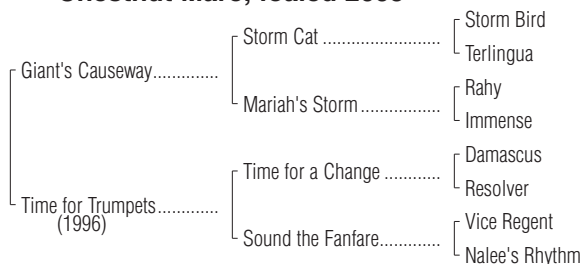 Chestnut Mare; foaled
Storm Bird
Storm Cat
Terlingua
Giant's Causeway
Rahy
Mariah's Storm
Immense
Damascus
Time for a Change
Resolver
Time for Trumpets
(1996)
Vice Regent
Sound the Fanfare
Nalee's Rhythm